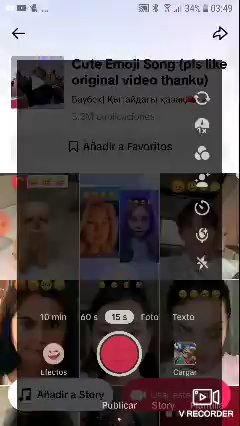 34% 03:49
Cute Emoji Song (pls like
original video thanku)
3.2M publicaciones
Añadir a Favoritos
10 min 60 s 15 s Foto Texto
Efectos
Cargar
Añadir a Story
Publicar Story
V RECORDER